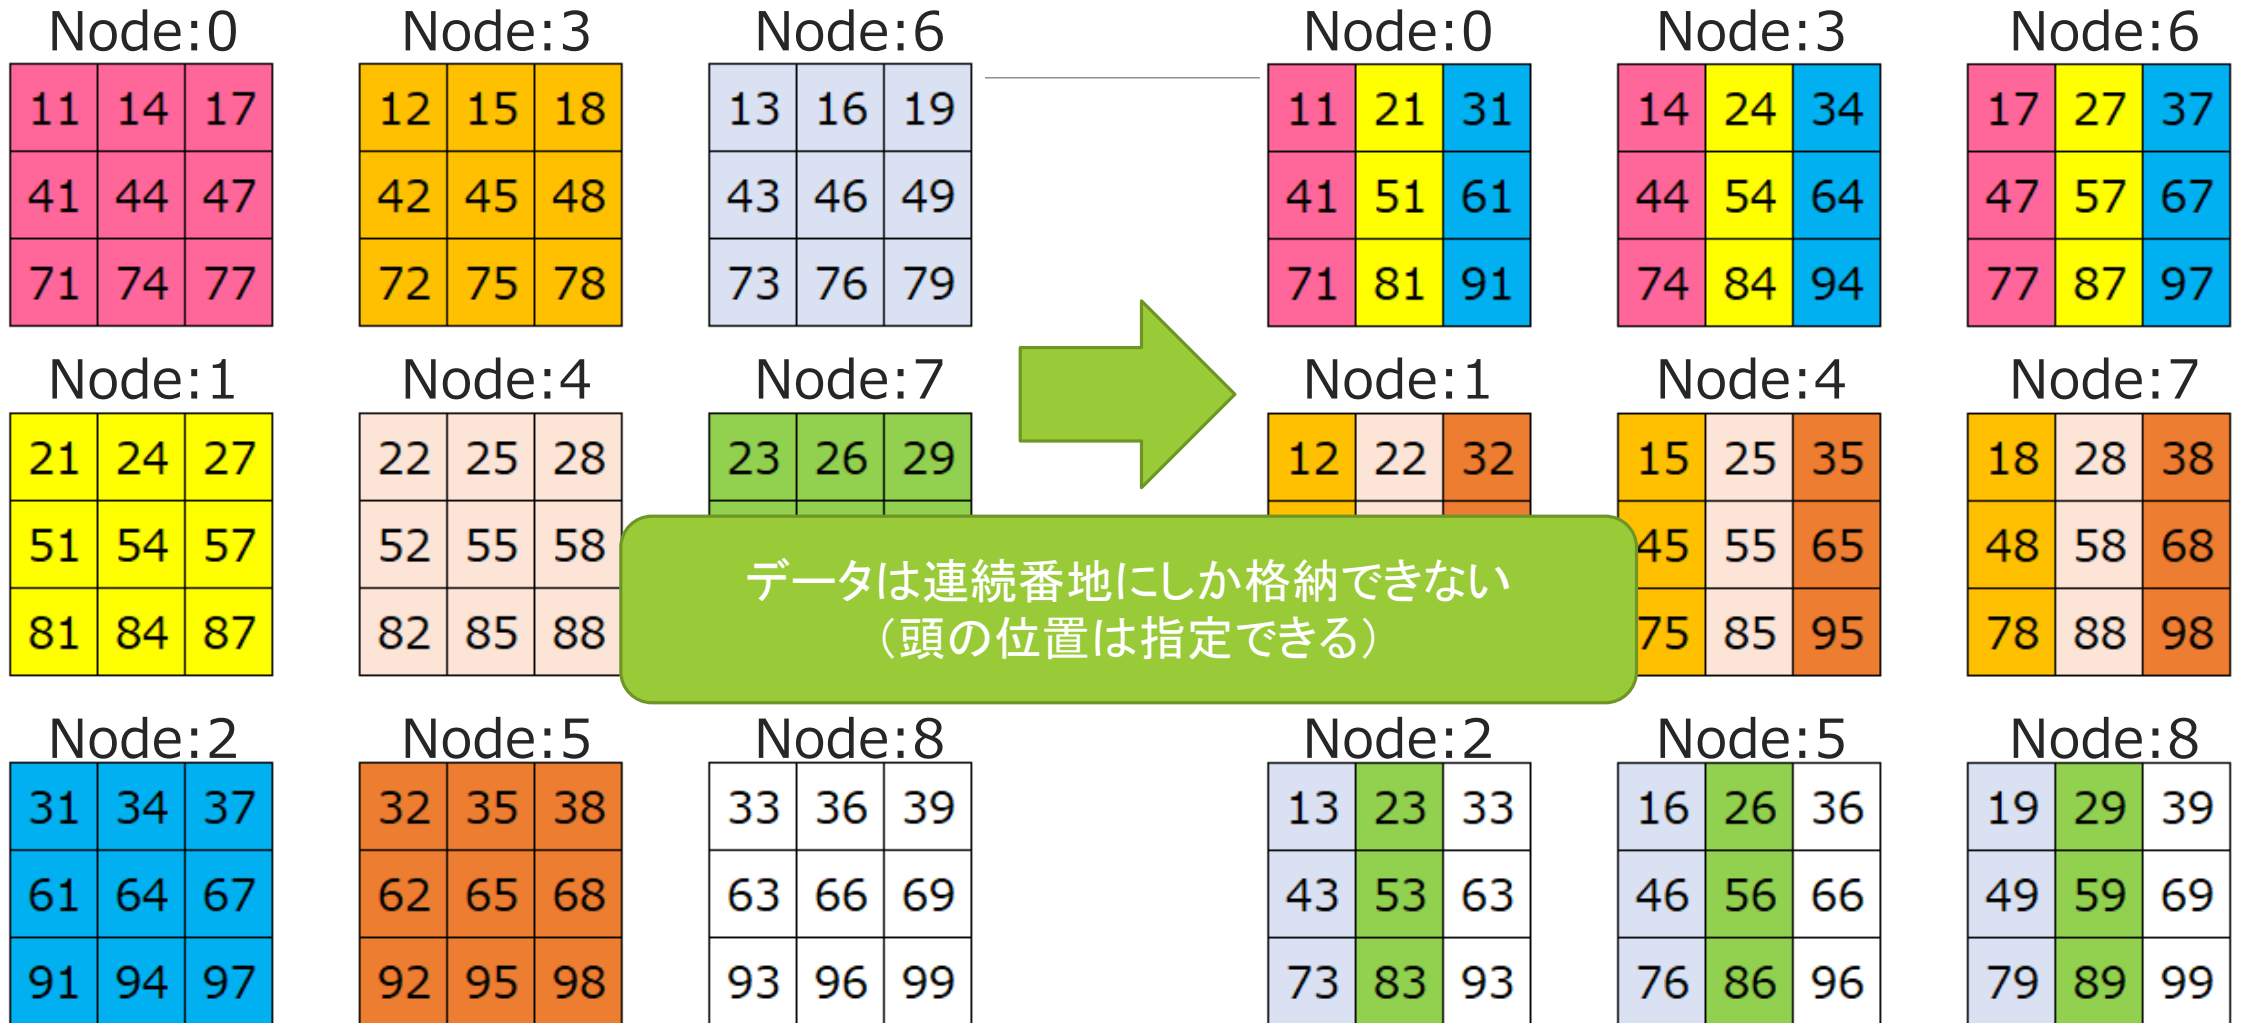 Node:0 Node:3 Node:6 Node:0 Node:3 Node:6
11 14 17 12 15 18 13 16 19 11 21 31 14 24 34 17 27 37
41 44 47 42 45 48 43 46 49 41 51 61 44 54 64 47 57 67
71 74 77 72 75 78 73 76 79 71 81 91 74 84 94 77 87 97
Node:1 Node:4 Node:7 Node:1 Node:4 Node:7
21 24 27 22 25 28 23 26 29 12 22 32 15 25 35 18 28 38
51 54 57 52 55 58 45 55 65 48 58 68
データは連続番地にしか格納できない
（頭の位置は指定できる）
81 84 87 82 85 88 75 85 95 78 88 98
Node:2 Node:5 Node:8 Node:2 Node:5 Node:8
31 34 37 32 35 38 33 36 39 13 23 33 16 26 36 19 29 39
61 64 67 62 65 68 63 66 69 43 53 63 46 56 66 49 59 69
91 94 97 92 95 98 93 96 99 73 83 93 76 86 96 79 89 99